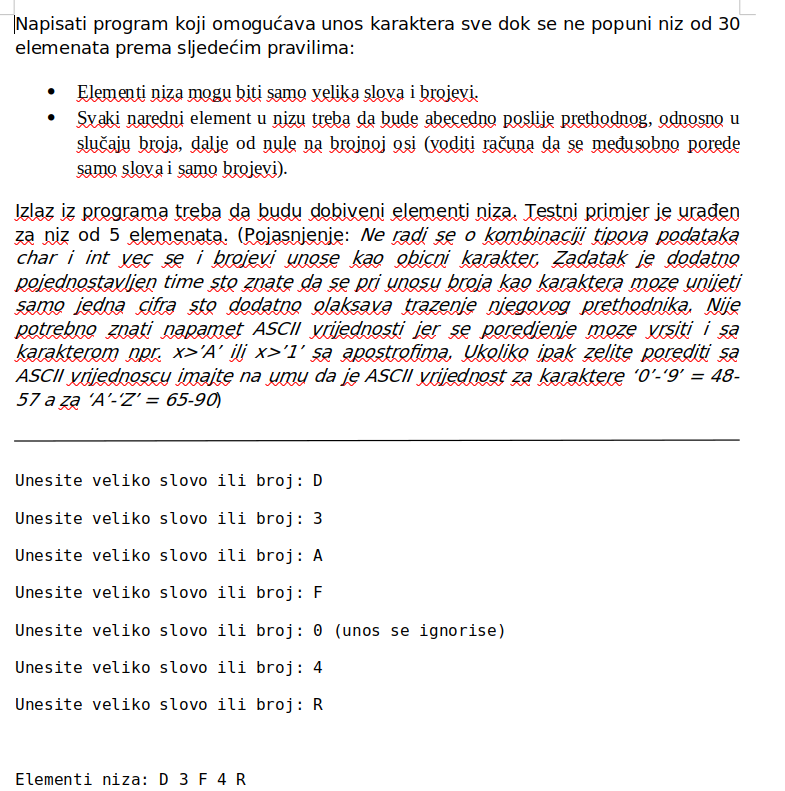 Napisati program koji omogućava unos karaktera sve dok se ne popuni niz od 30
elemenata prema sljedećim pravilima:
• Elementi niza mogu biti samo velika slova i brojevi.
• Svaki naredni element u nizu treba da bude abecedno poslije prethodnog, odnosno u
slučaju broja, dalje od nule na brojnoj osi (voditi računa da se međusobno porede
samo slova i samo brojevi).
Izlaz iz programa treba da budu dobiveni elementi niza. Testni primjer je urađen
za niz od 5 elemenata. (Pojasnjenje: Ne radi se o kombinaciji tipova podataka
char i int vec se i brojevi unose kao obicni karakter. Zadatak je dodatno
pojednostavljen time sto znate da se pri unosu broja kao karaktera moze unijeti
samo jedna cifra sto dodatno olaksava trazenje njegovog prethodnika. Nije
potrebno znati napamet ASCII vrijednosti jer se poredjenje moze vrsiti i sa
karakterom npr. x>’A’ ili x>’1’ sa apostrofima. Ukoliko ipak zelite porediti sa
ASCII vrijednoscu imajte na umu da je ASCII vrijednost za karaktere ‘0’-‘9’ = 48-
57 a za ‘A’-‘Z’ = 65-90)
Unesite veliko slovo ili broj: D
Unesite veliko slovo ili broj: 3
Unesite veliko slovo ili broj: A
Unesite veliko slovo ili broj: F
Unesite veliko slovo ili broj: 0 (unos se ignorise)
Unesite veliko slovo ili broj: 4
Unesite veliko slovo ili broj: R
Elementi niza: D 3 F 4 R